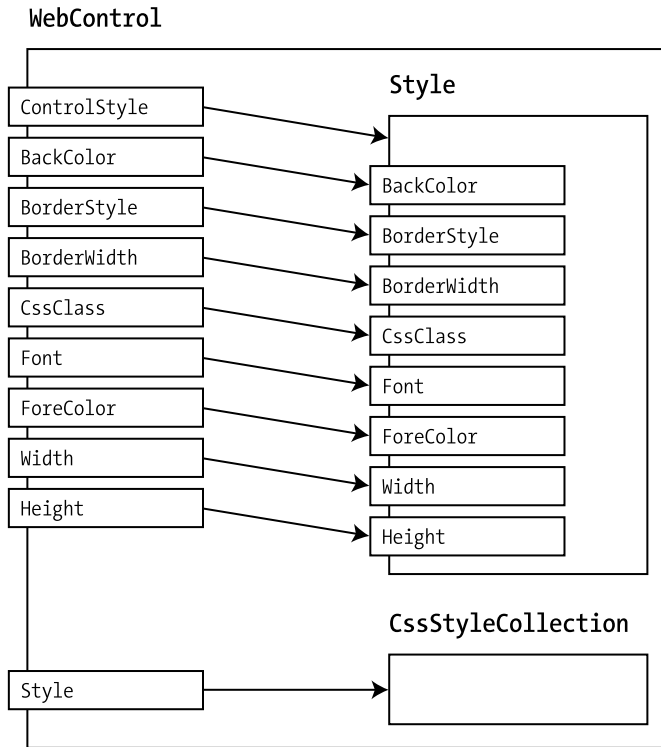 WebControl
ControlStyle
BackColor
BorderStyle
BorderWidth
CssClass
Font
ForeColor
Width
Height
Style
Style
BackColor
BorderStyle
BorderWidth
CssClass
Font
ForeColor
Width
Height
CssStyleCollection